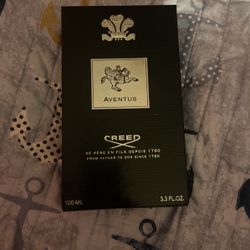 AVENTUS
CREED
DE PÈRE EN FILS DEPUIS 1760
FROM FATHER TO SON SINCE 1760
100 ML 3.3 FL.OZ.